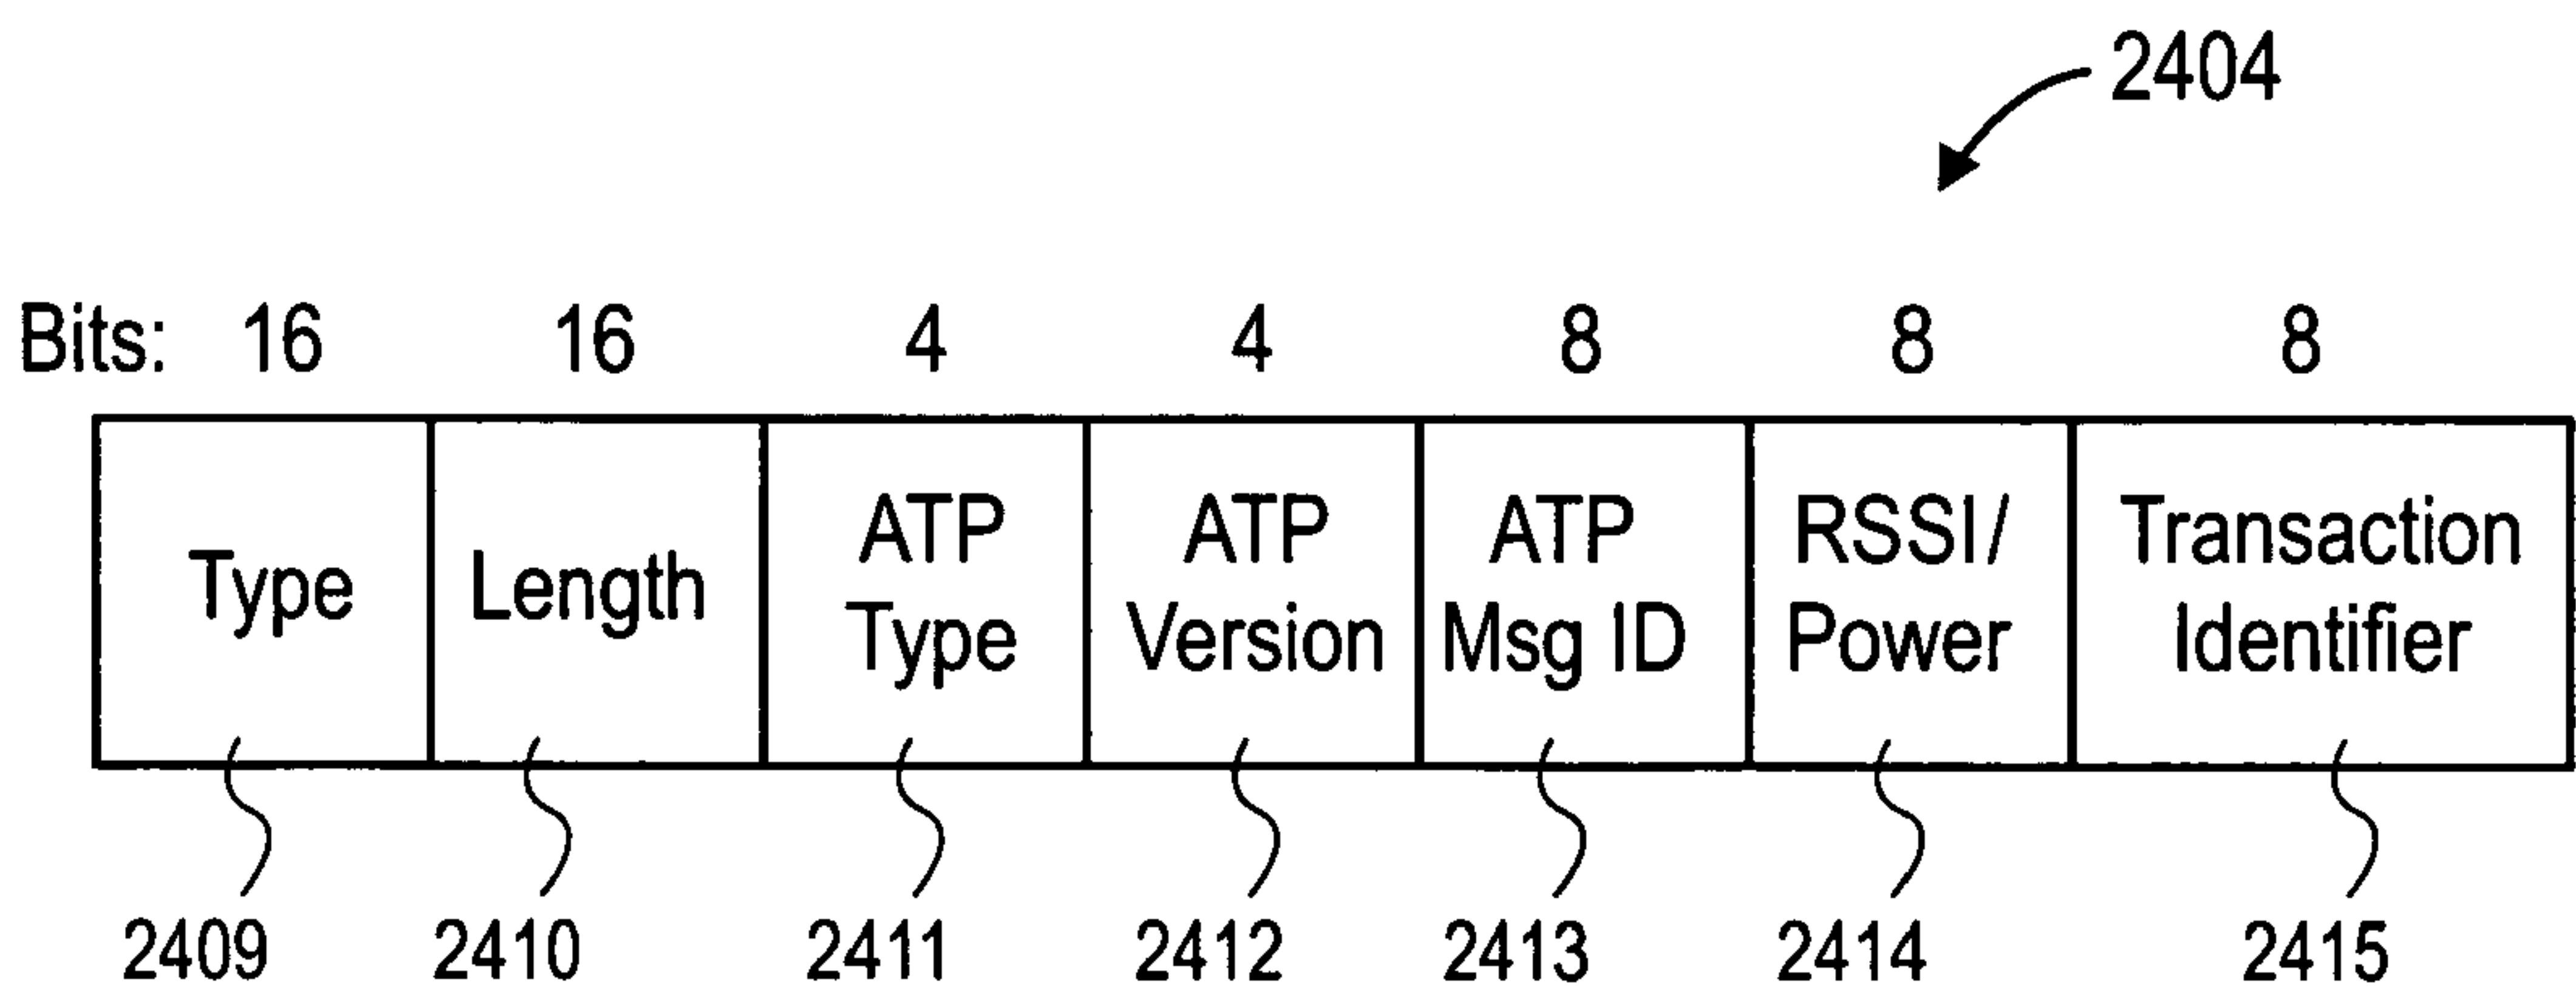 2404
Bits: 16 16 4 4 8 8 8
Type Length ATP Type ATP Version ATP Msg ID RSSI/ Power Transaction Identifier
2409 2410 2411 2412 2413 2414 2415